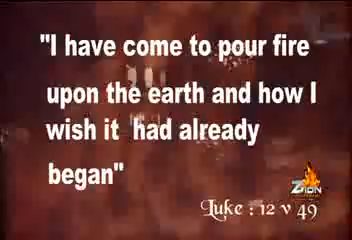 "I have come to pour fire
upon the earth and how I
wish it had already
began"
ZION
Luke : 12 v 49